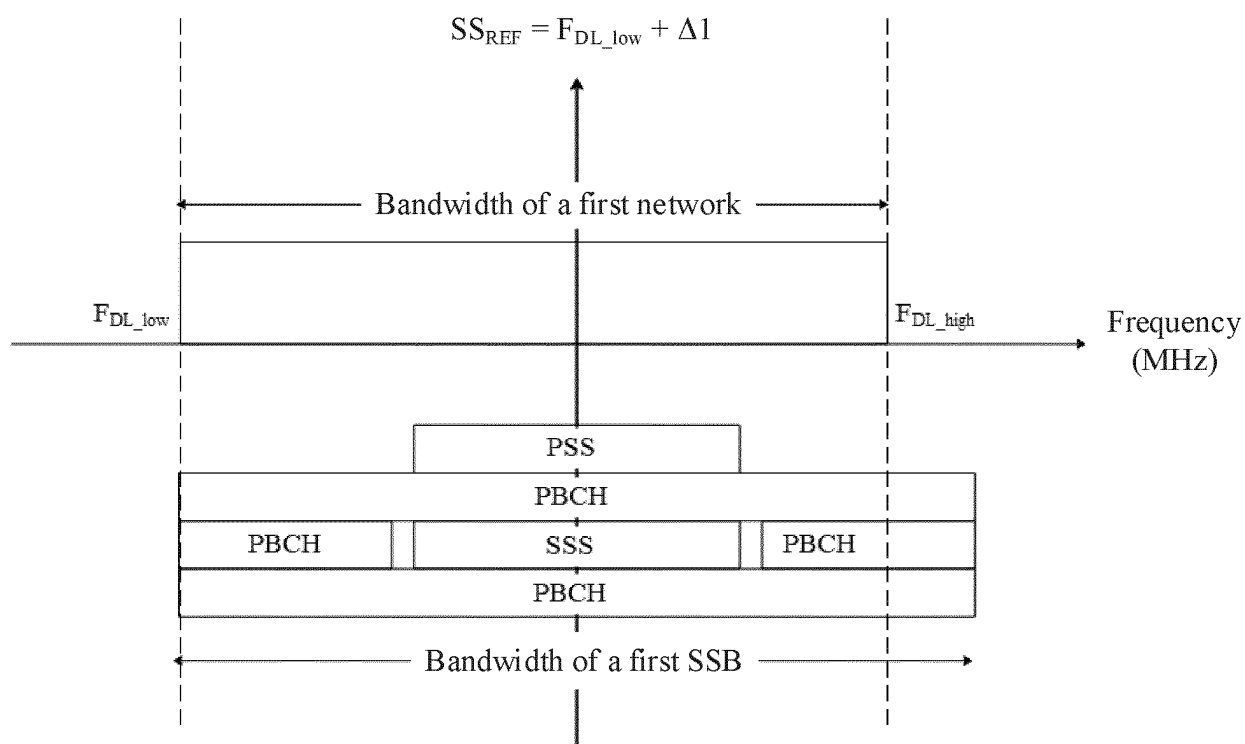 SS_REF = F_DL_low + Δ1
Bandwidth of a first network
F_DL_low
F_DL_high
Frequency
(MHz)
PSS
PBCH
PBCH SSS PBCH
PBCH
Bandwidth of a first SSB